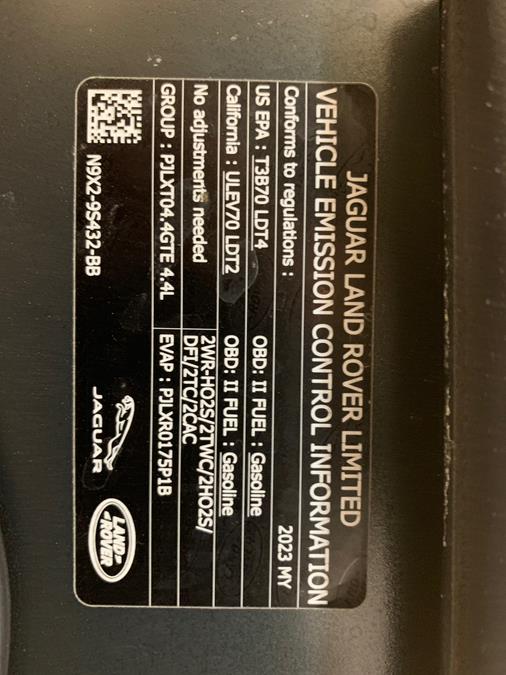 JAGUAR LAND ROVER LIMITED
VEHICLE EMISSION CONTROL INFORMATION
Conforms to regulations : 2023 MY
US EPA : T3B70 LDT4 OBD: II FUEL : Gasoline
California : ULEV70 LDT2 OBD: II FUEL : Gasoline
No adjustments needed 2WR-HO2S/2TWC/2HO2S/
DFI/2TC/2CAC
GROUP : PJLXT04.4GTE 4.4L EVAP : PJLXR0175P1B
N9X2-9S432-BB
JAGUAR
LAND-
ROVER